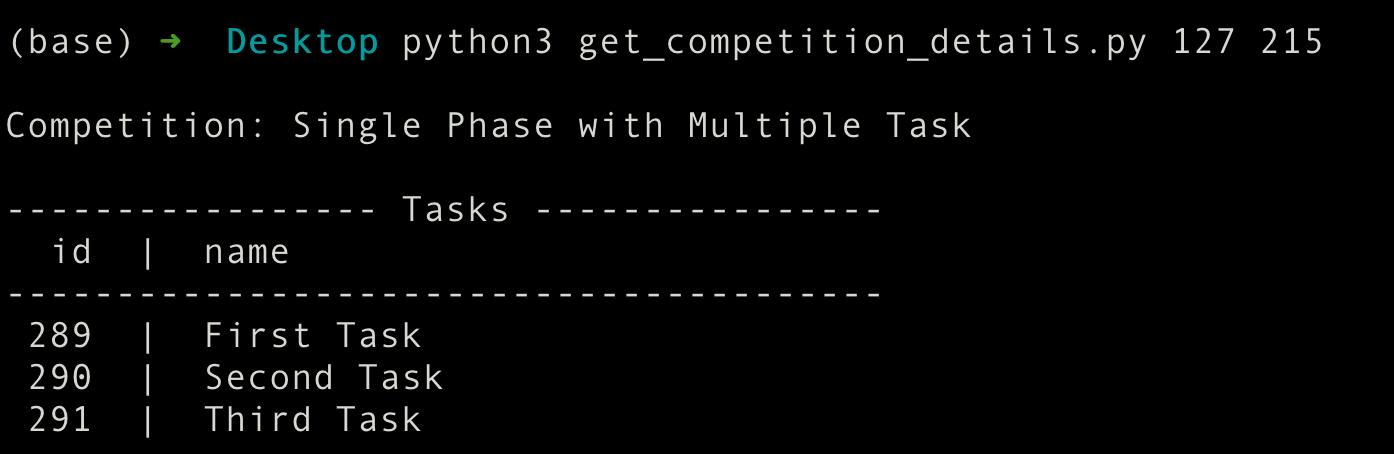 (base) ➜  Desktop python3 get_competition_details.py 127 215
Competition: Single Phase with Multiple Task
----------------- Tasks ----------------
  id  |  name
----------------------------------------
 289  |  First Task
 290  |  Second Task
 291  |  Third Task